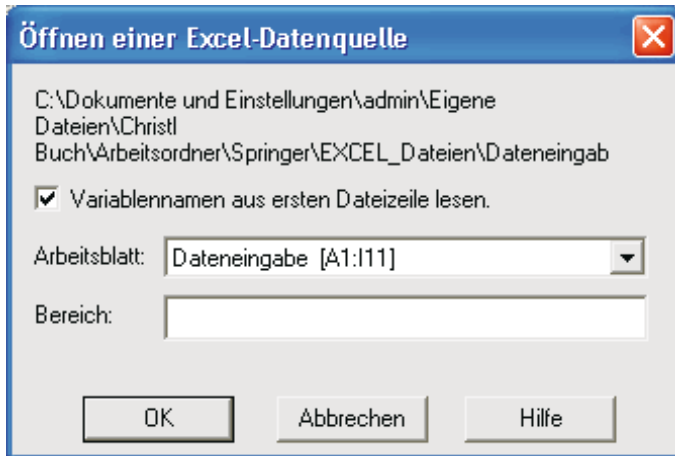 Öffnen einer Excel-Datenquelle
C:\Dokumente und Einstellungen\admin\Eigene
Dateien\Christl
Buch\Arbeitsordner\Springer\EXCEL_Dateien\Dateneingab
Variablennamen aus ersten Dateizeile lesen.
Arbeitsblatt: Dateneingabe [A1:I11]
Bereich:
OK Abbrechen Hilfe